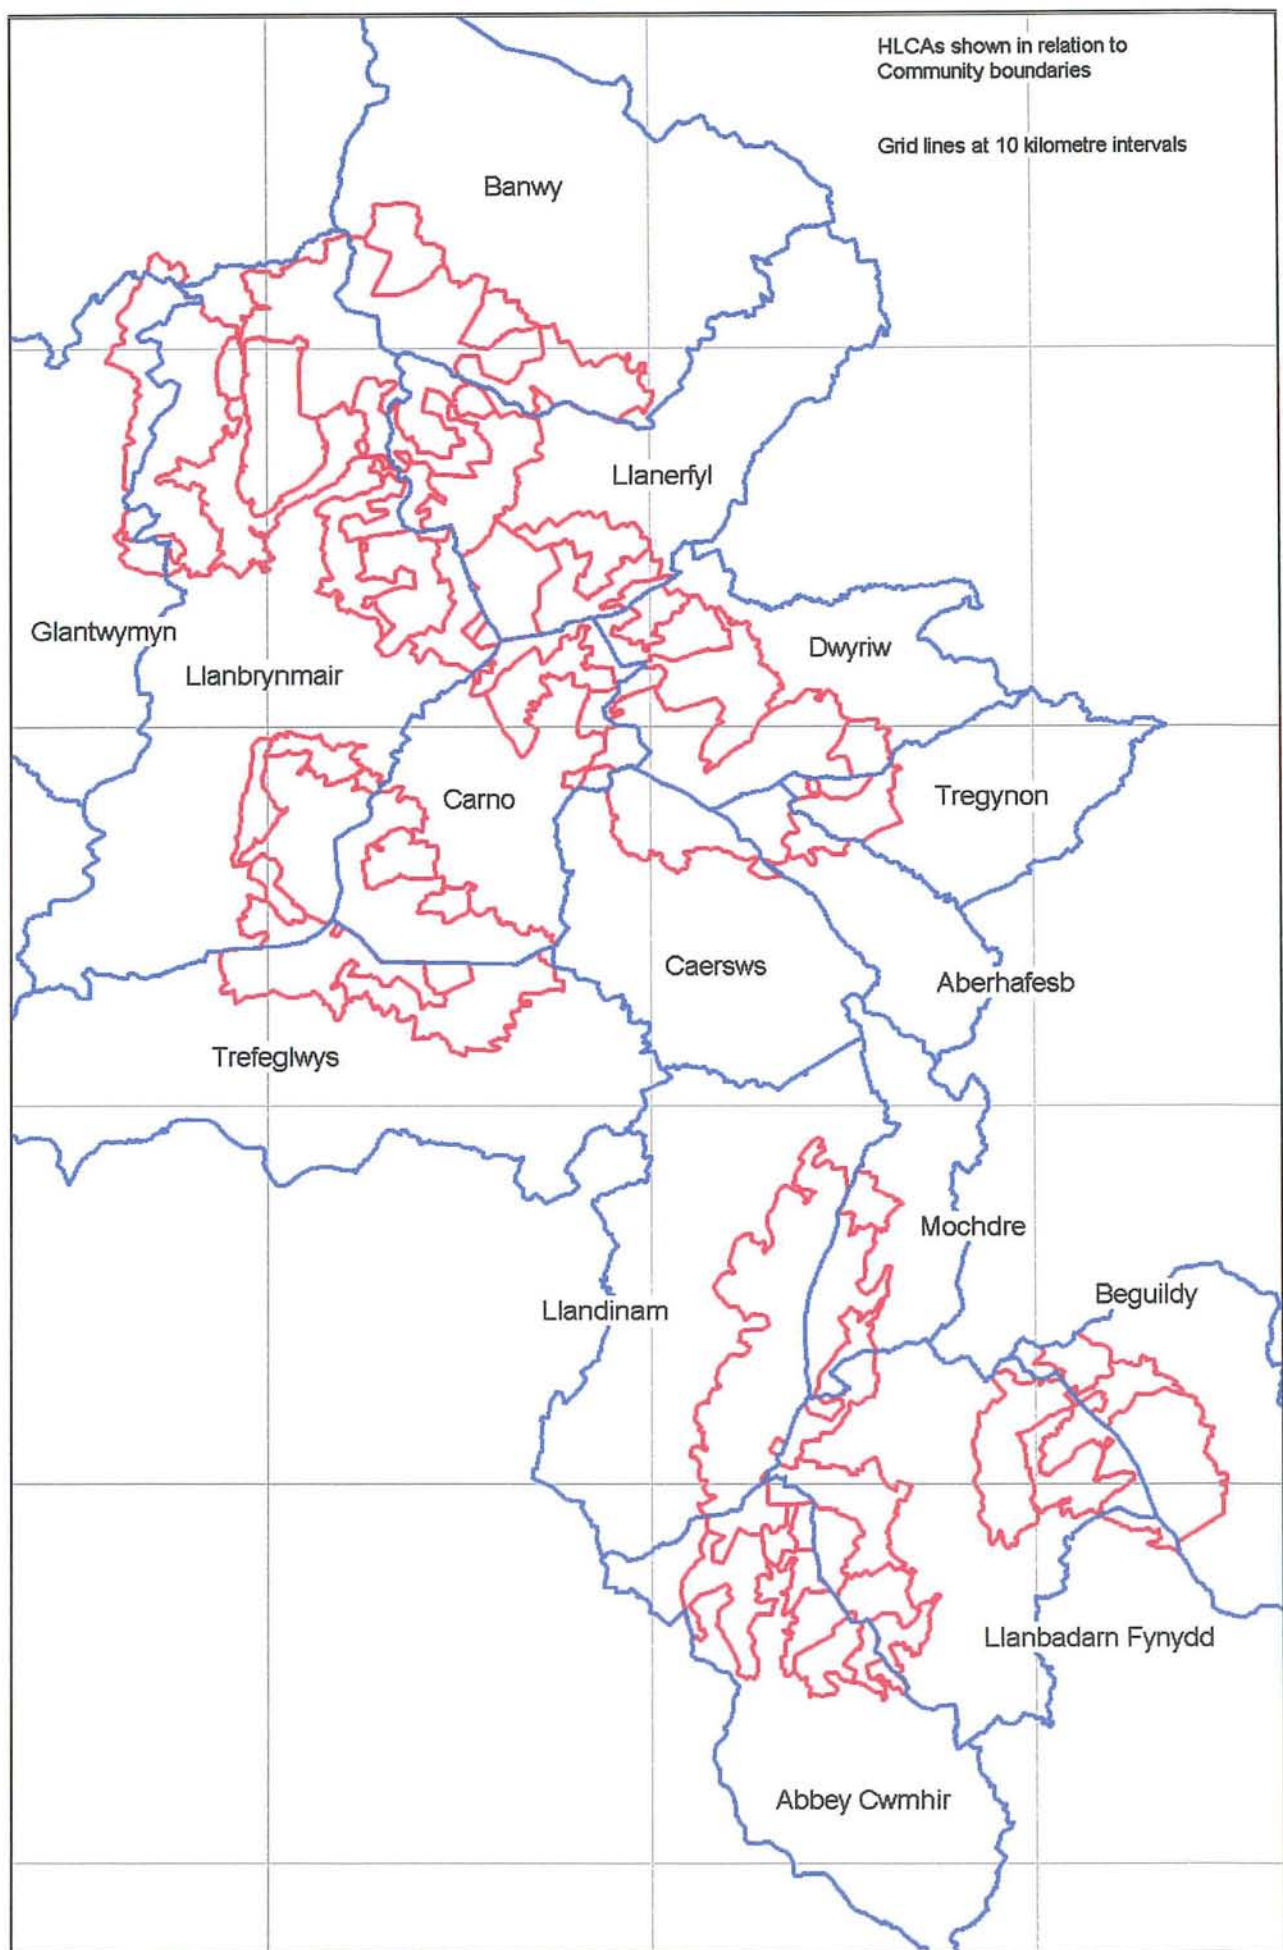 HLCAs shown in relation to
Community boundaries
Grid lines at 10 kilometre intervals
Banwy
Llanerfyl
Glantwymyn
Llanbrynmair
Dwyriw
Carno
Tregynon
Caersws
Aberhafesb
Trefeglwys
Mochdre
Llandinam
Beguildy
Llanbadarn Fynydd
Abbey Cwmhir